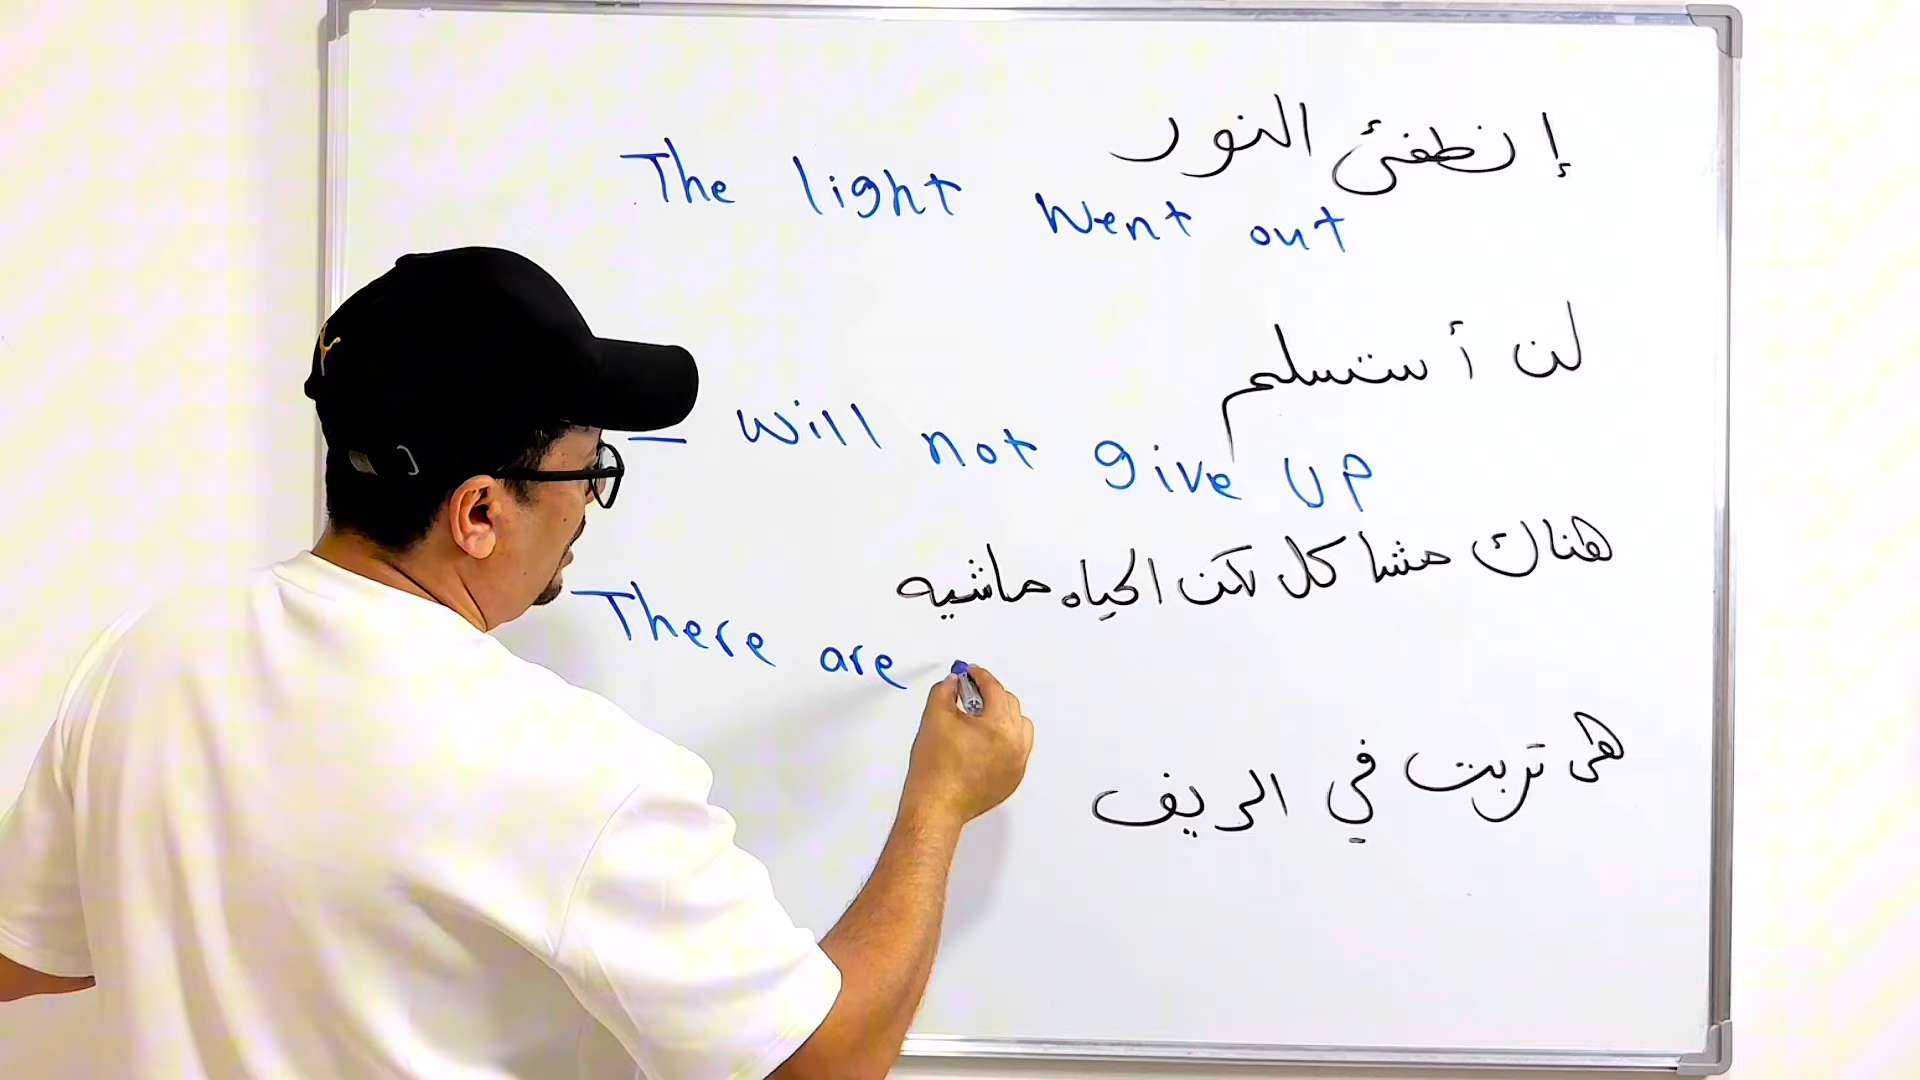 إنطفئ النور
The light went out
لن أستسلم
will not give up
هناك مشاكل لكن الحياه ماشيه
There are
هى تربت في الريف